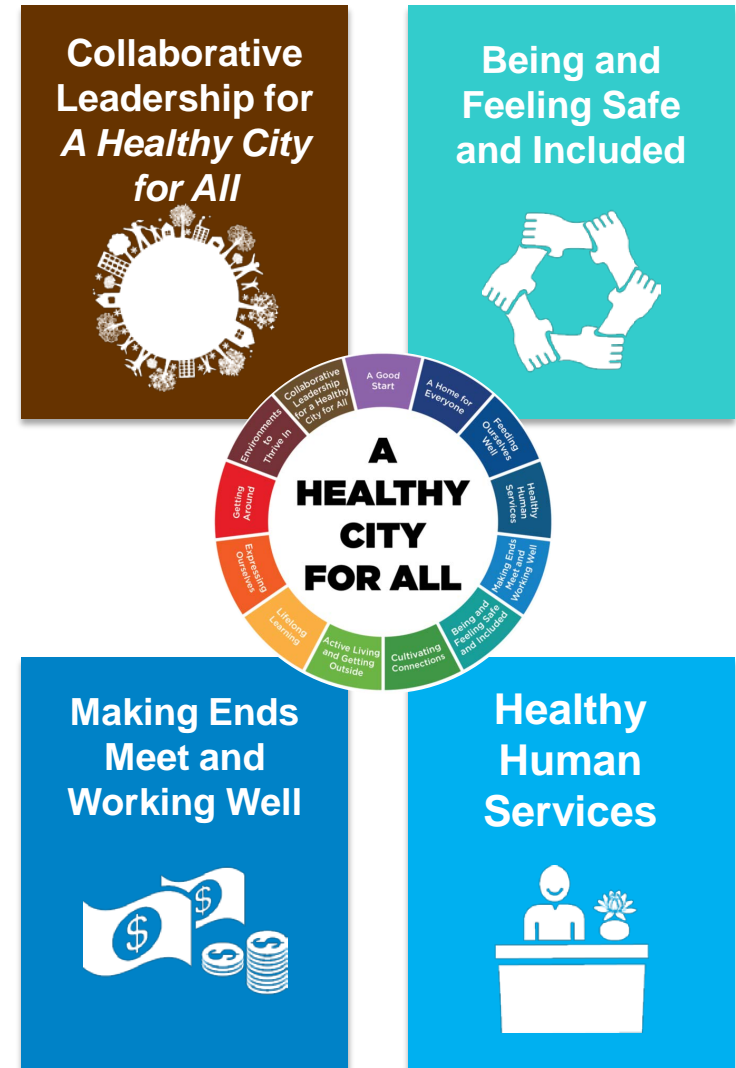 Collaborative
Leadership for
A Healthy City
for All
Being and
Feeling Safe
and Included
A Good
Start
A Home for
Everyone
Feeding
Ourselves
Well
Healthy
Human
Services
Making Ends
Meet and
Working Well
Being and
Feeling Safe
and Included
Cultivating
Connections
Active Living
and Getting
Outside
Lifelong
Learning
Expressing
Ourselves
Getting
Around
Environments
to
Thrive In
Collaborative
Leadership
for a Healthy
City for All
A
HEALTHY
CITY
FOR ALL
Making Ends
Meet and
Working Well
$
$
$
$
Healthy
Human
Services